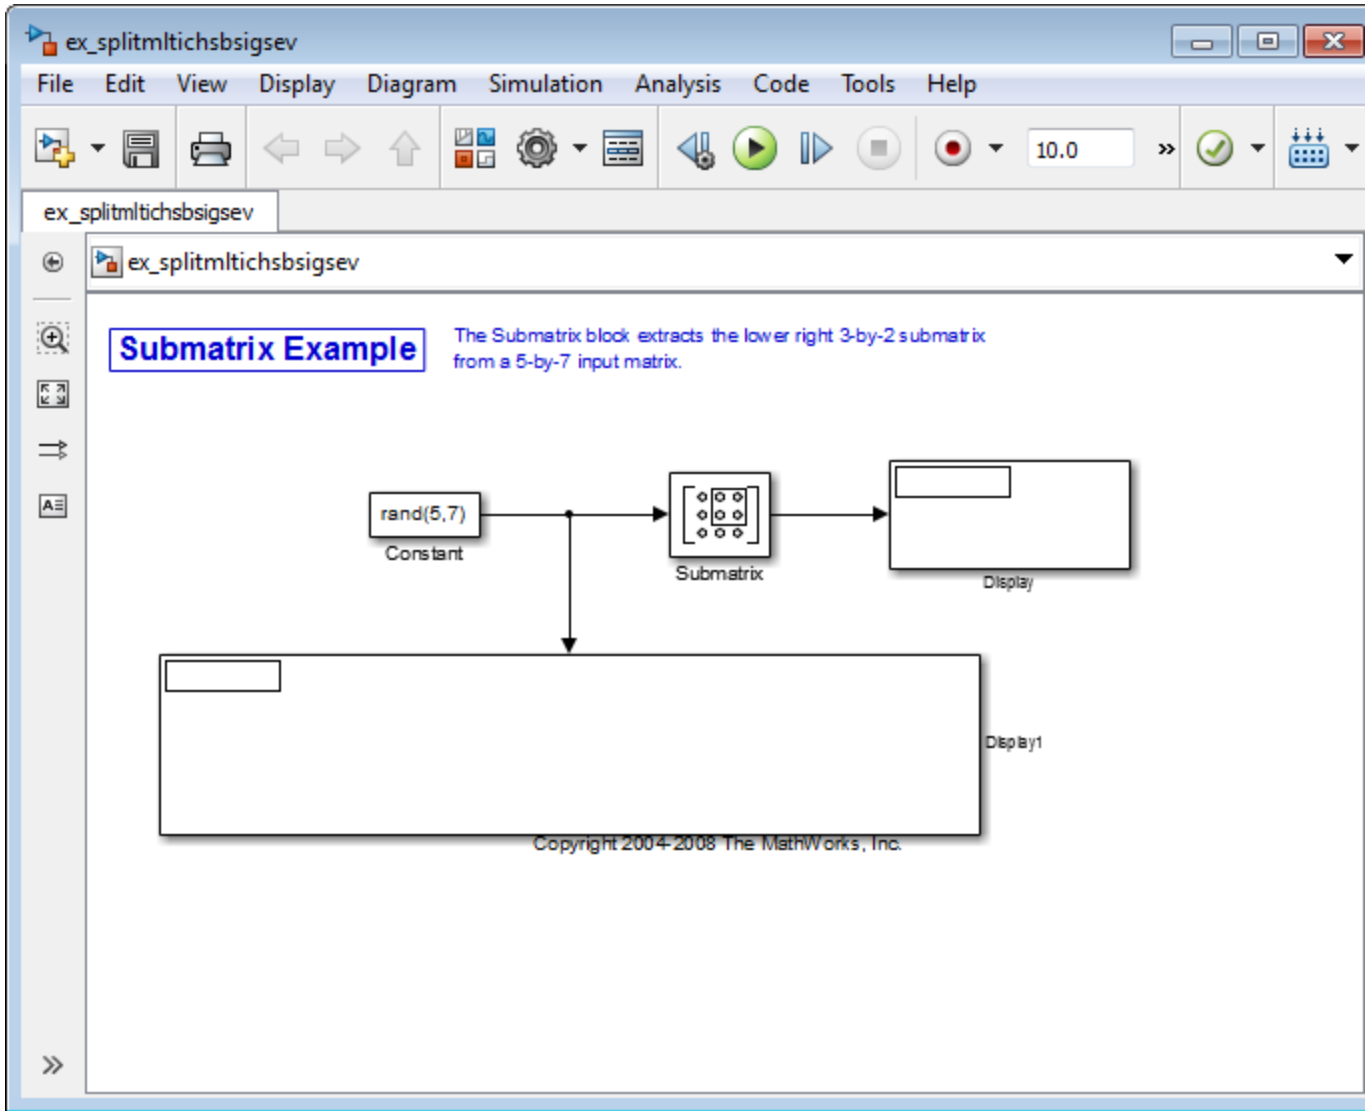 ex_splitmltichsbsigsev
File Edit View Display Diagram Simulation Analysis Code Tools Help
10.0 »
ex_splitmltichsbsigsev
ex_splitmltichsbsigsev
Submatrix Example
The Submatrix block extracts the lower right 3-by-2 submatrix
from a 5-by-7 input matrix.
rand(5,7)
Constant
Submatrix
Display
Display1
Copyright 2004-2008 The MathWorks, Inc.